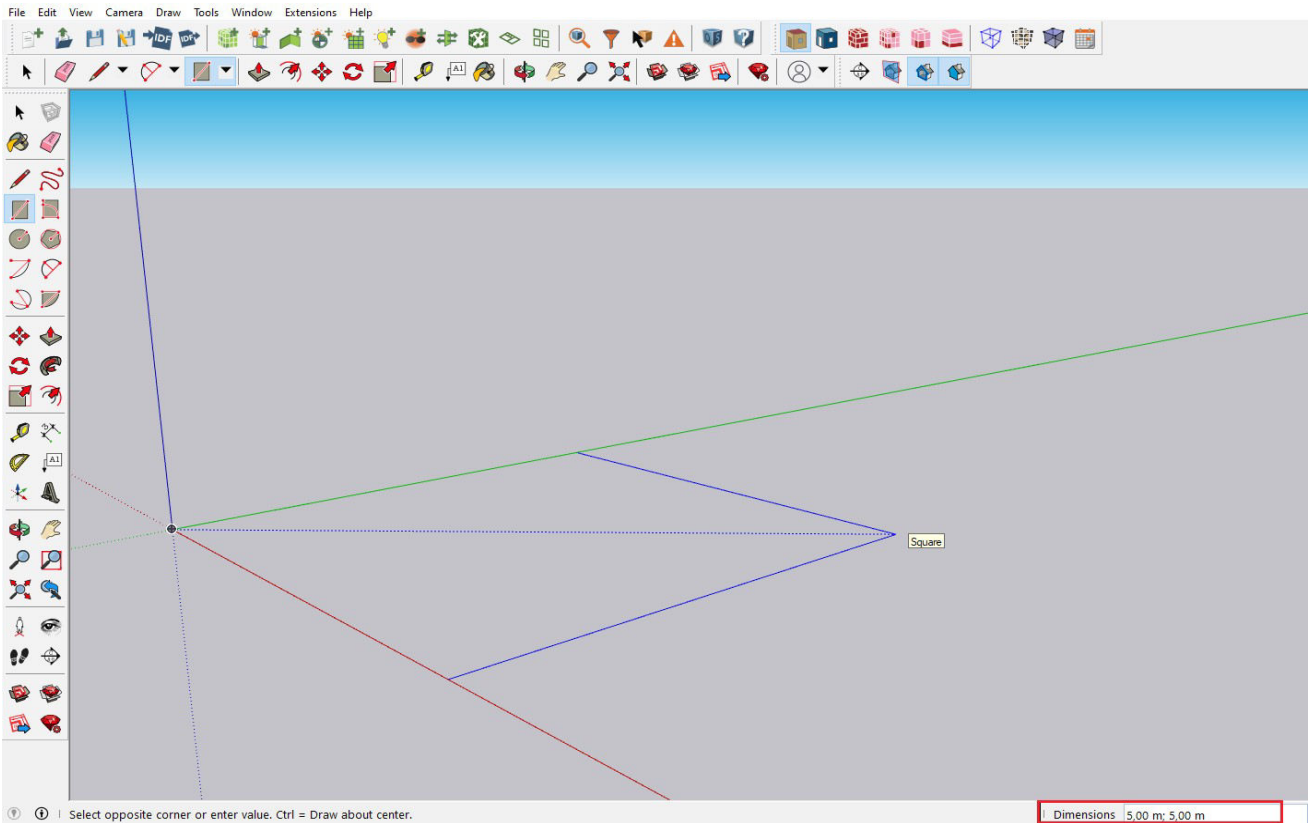 File Edit View Camera Draw Tools Window Extensions Help
IDF IDF
A1
A1
Square
Select opposite corner or enter value. Ctrl = Draw about center.
Dimensions 5,00 m; 5,00 m